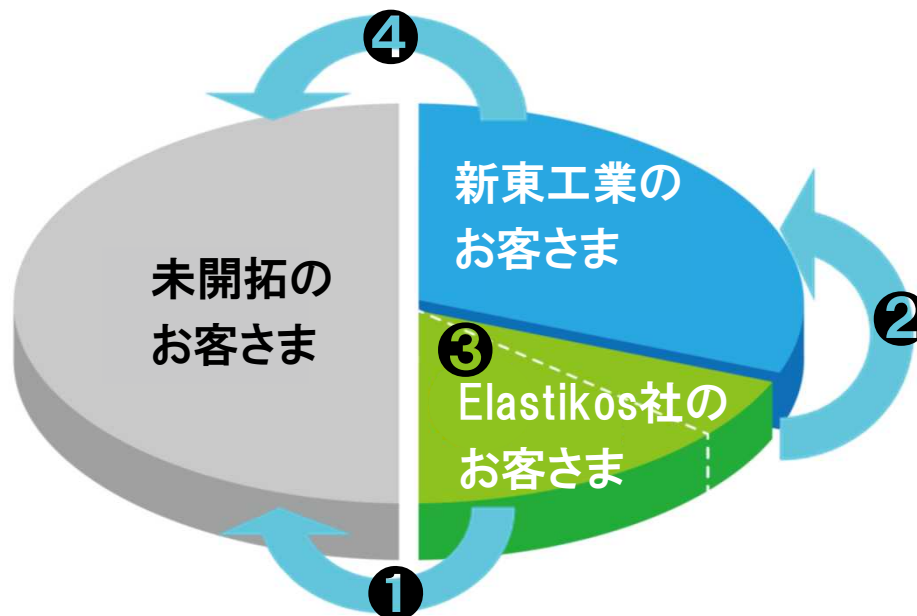 ❹
新東工業の
お客さま
未開拓の
お客さま
❷
❸
Elastikos社の
お客さま
❶